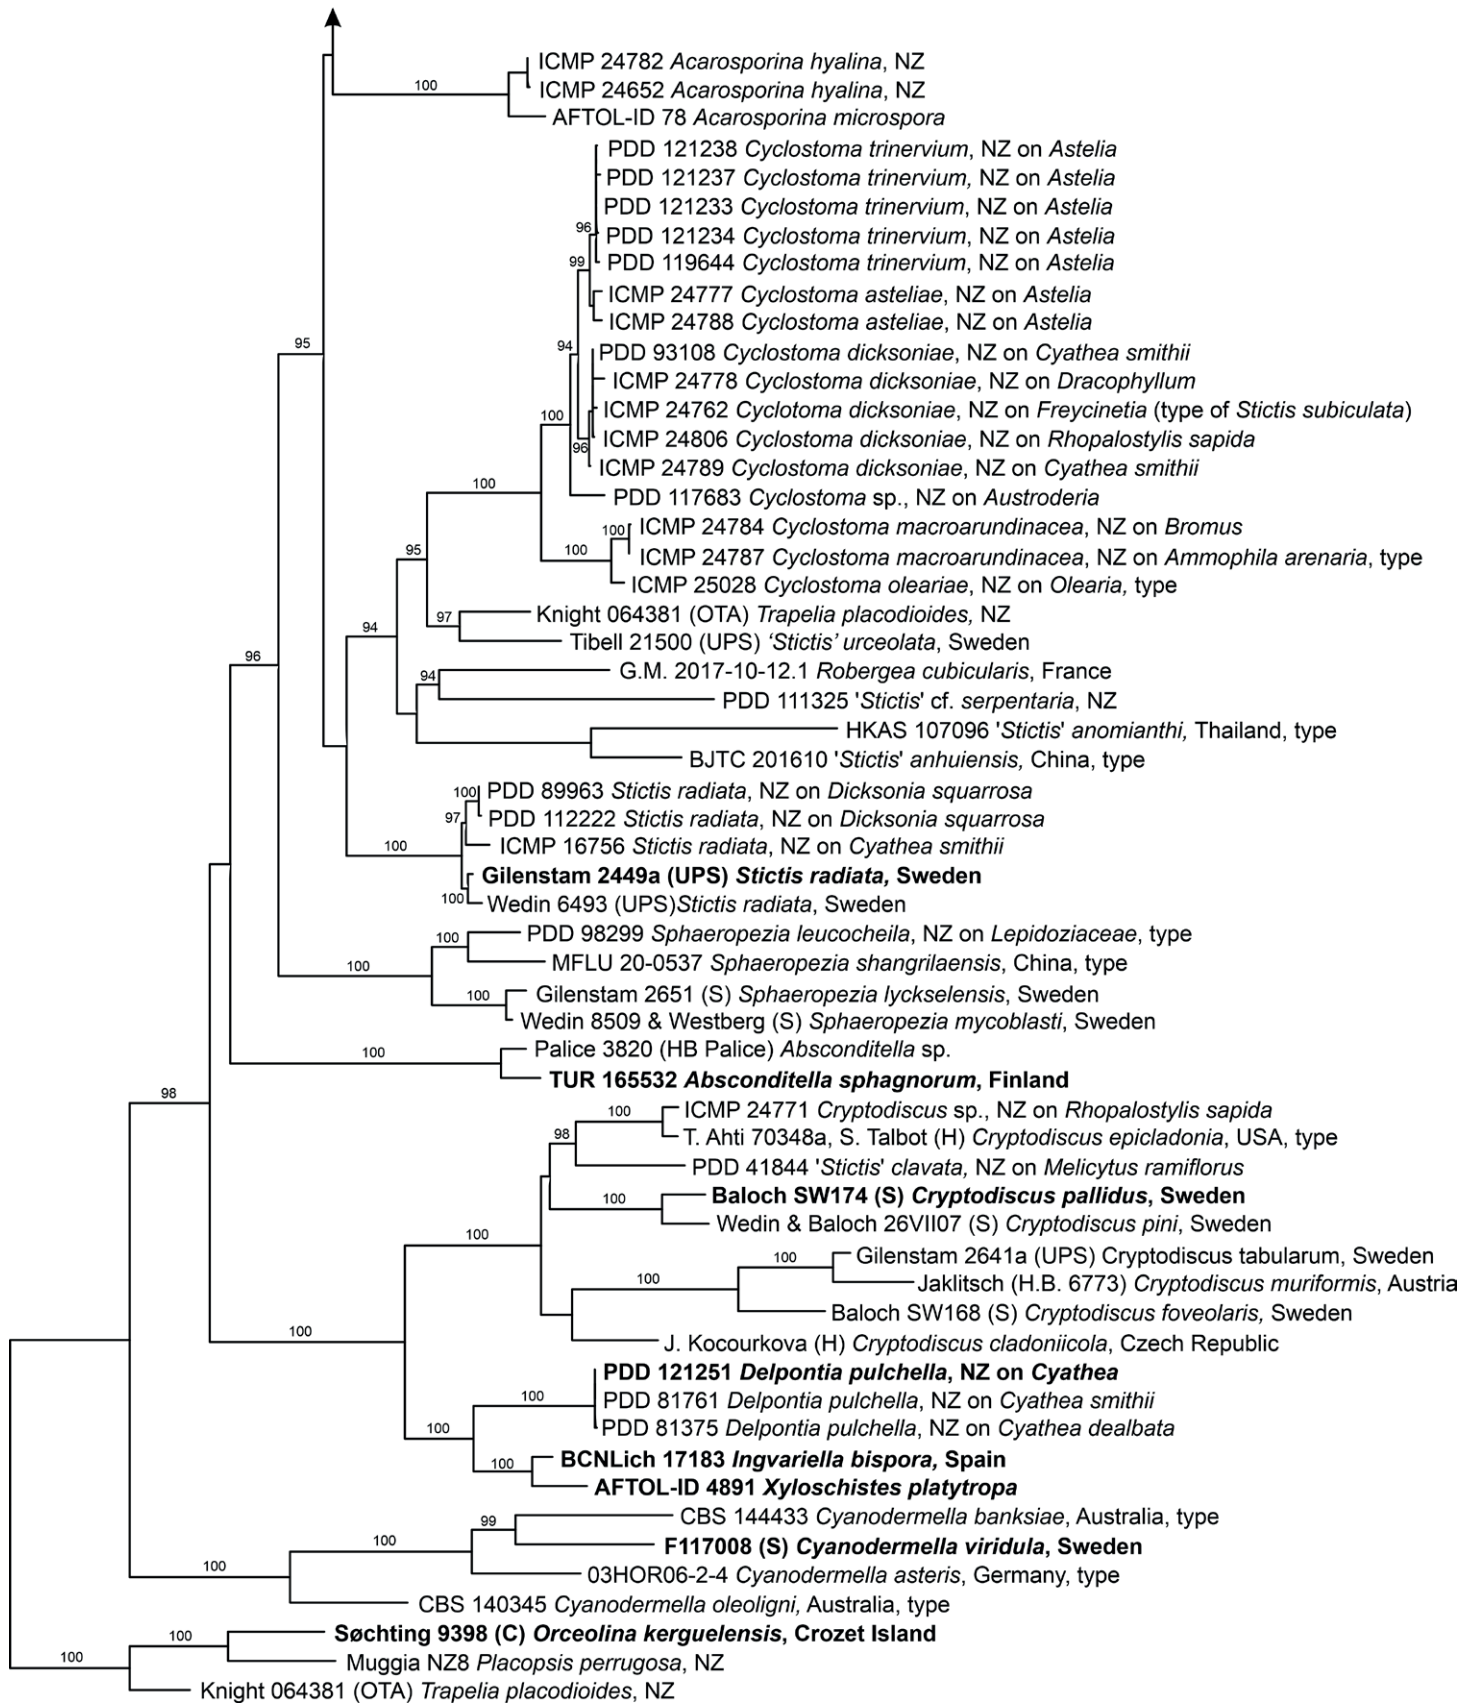 ICMP 24782 Acarosporina hyalina, NZ
100
ICMP 24652 Acarosporina hyalina, NZ
AFTOL-ID 78 Acarosporina microspora
PDD 121238 Cyclostoma trinervium, NZ on Astelia
PDD 121237 Cyclostoma trinervium, NZ on Astelia
PDD 121233 Cyclostoma trinervium, NZ on Astelia
96
PDD 121234 Cyclostoma trinervium, NZ on Astelia
99
PDD 119644 Cyclostoma trinervium, NZ on Astelia
ICMP 24777 Cyclostoma asteliae, NZ on Astelia
ICMP 24788 Cyclostoma asteliae, NZ on Astelia
95
94
PDD 93108 Cyclostoma dicksoniae, NZ on Cyathea smithii
ICMP 24778 Cyclostoma dicksoniae, NZ on Dracophyllum
100
ICMP 24762 Cyclotoma dicksoniae, NZ on Freycinetia (type of Stictis subiculata)
ICMP 24806 Cyclostoma dicksoniae, NZ on Rhopalostylis sapida
96
ICMP 24789 Cyclostoma dicksoniae, NZ on Cyathea smithii
100
PDD 117683 Cyclostoma sp., NZ on Austroderia
100
ICMP 24784 Cyclostoma macroarundinacea, NZ on Bromus
95
100
ICMP 24787 Cyclostoma macroarundinacea, NZ on Ammophila arenaria, type
ICMP 25028 Cyclostoma oleariae, NZ on Olearia, type
97
Knight 064381 (OTA) Trapelia placodioides, NZ
94
Tibell 21500 (UPS) ‘Stictis’ urceolata, Sweden
96
94
G.M. 2017-10-12.1 Robergea cubicularis, France
PDD 111325 'Stictis' cf. serpentaria, NZ
HKAS 107096 'Stictis' anomianthi, Thailand, type
BJTC 201610 'Stictis' anhuiensis, China, type
100
PDD 89963 Stictis radiata, NZ on Dicksonia squarrosa
97
PDD 112222 Stictis radiata, NZ on Dicksonia squarrosa
100
ICMP 16756 Stictis radiata, NZ on Cyathea smithii
Gilenstam 2449a (UPS) Stictis radiata, Sweden
100
Wedin 6493 (UPS)Stictis radiata, Sweden
100
PDD 98299 Sphaeropezia leucocheila, NZ on Lepidoziaceae, type
100
MFLU 20-0537 Sphaeropezia shangrilaensis, China, type
100
Gilenstam 2651 (S) Sphaeropezia lyckselensis, Sweden
Wedin 8509 & Westberg (S) Sphaeropezia mycoblasti, Sweden
100
Palice 3820 (HB Palice) Absconditella sp.
TUR 165532 Absconditella sphagnorum, Finland
98
100
ICMP 24771 Cryptodiscus sp., NZ on Rhopalostylis sapida
98
T. Ahti 70348a, S. Talbot (H) Cryptodiscus epicladonia, USA, type
PDD 41844 'Stictis' clavata, NZ on Melicytus ramiflorus
100
Baloch SW174 (S) Cryptodiscus pallidus, Sweden
100
Wedin & Baloch 26VII07 (S) Cryptodiscus pini, Sweden
100
Gilenstam 2641a (UPS) Cryptodiscus tabularum, Sweden
100
Jaklitsch (H.B. 6773) Cryptodiscus muriformis, Austria
Baloch SW168 (S) Cryptodiscus foveolaris, Sweden
100
J. Kocourkova (H) Cryptodiscus cladoniicola, Czech Republic
PDD 121251 Delpontia pulchella, NZ on Cyathea
100
PDD 81761 Delpontia pulchella, NZ on Cyathea smithii
100
PDD 81375 Delpontia pulchella, NZ on Cyathea dealbata
100
BCNLich 17183 Ingvariella bispora, Spain
AFTOL-ID 4891 Xyloschistes platytropa
99
CBS 144433 Cyanodermella banksiae, Australia, type
100
F117008 (S) Cyanodermella viridula, Sweden
100
03HOR06-2-4 Cyanodermella asteris, Germany, type
CBS 140345 Cyanodermella oleoligni, Australia, type
100
Søchting 9398 (C) Orceolina kerguelensis, Crozet Island
100
Muggia NZ8 Placopsis perrugosa, NZ
Knight 064381 (OTA) Trapelia placodioides, NZ